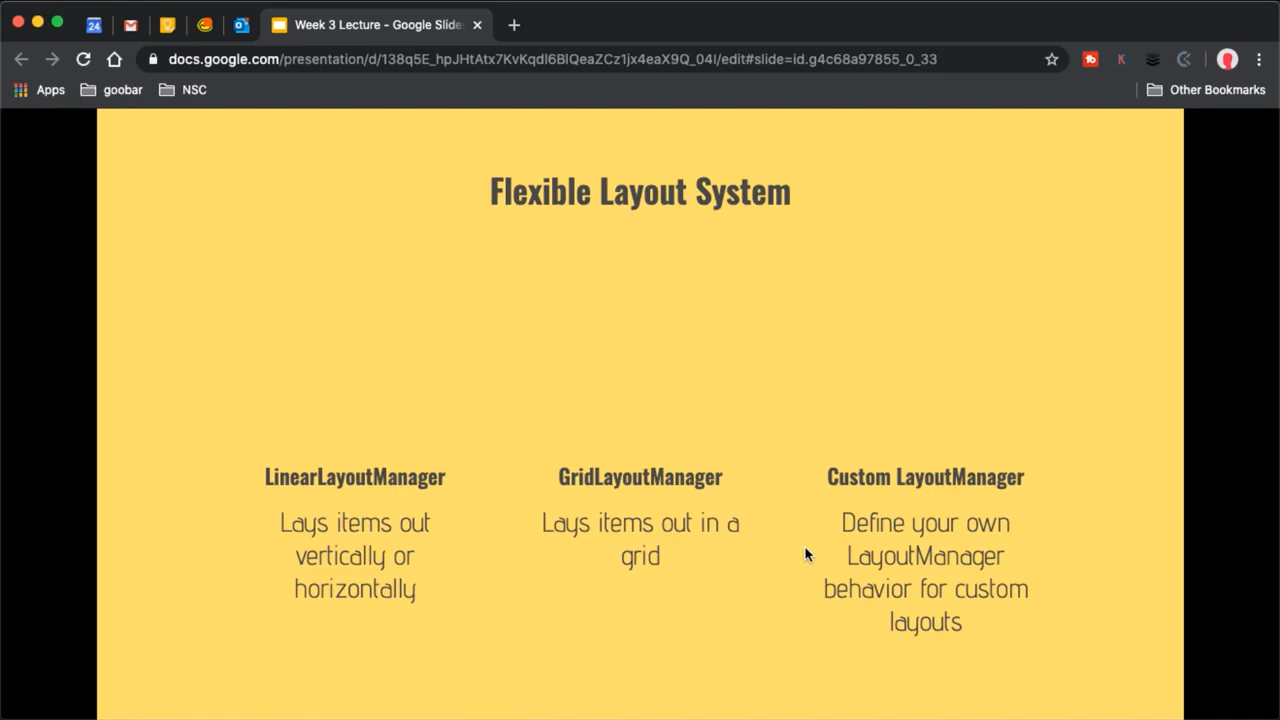 24
Week 3 Lecture - Google Slide
docs.google.com/presentation/d/138q5E_hpJHtAtx7KvKqdl6BlQeaZCz1jx4eaX9Q_04I/edit#slide=id.g4c68a97855_0_33
Apps
goobar
NSC
Other Bookmarks
Flexible Layout System
LinearLayoutManager
Lays items out
vertically or
horizontally
GridLayoutManager
Lays items out in a
grid
Custom LayoutManager
Define your own
LayoutManager
behavior for custom
layouts